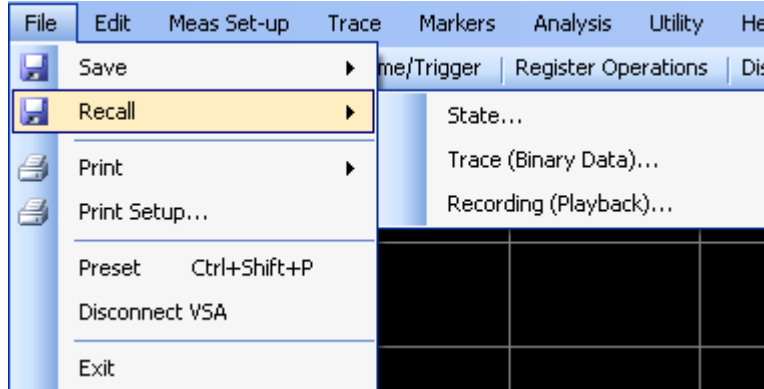 File Edit Meas Set-up Trace Markers Analysis Utility
Save
/Trigger Register Operations
Recall
State...
Trace (Binary Data)...
Recording (Playback)...
Print
Print Setup...
Preset Ctrl+Shift+P
Disconnect VSA
Exit